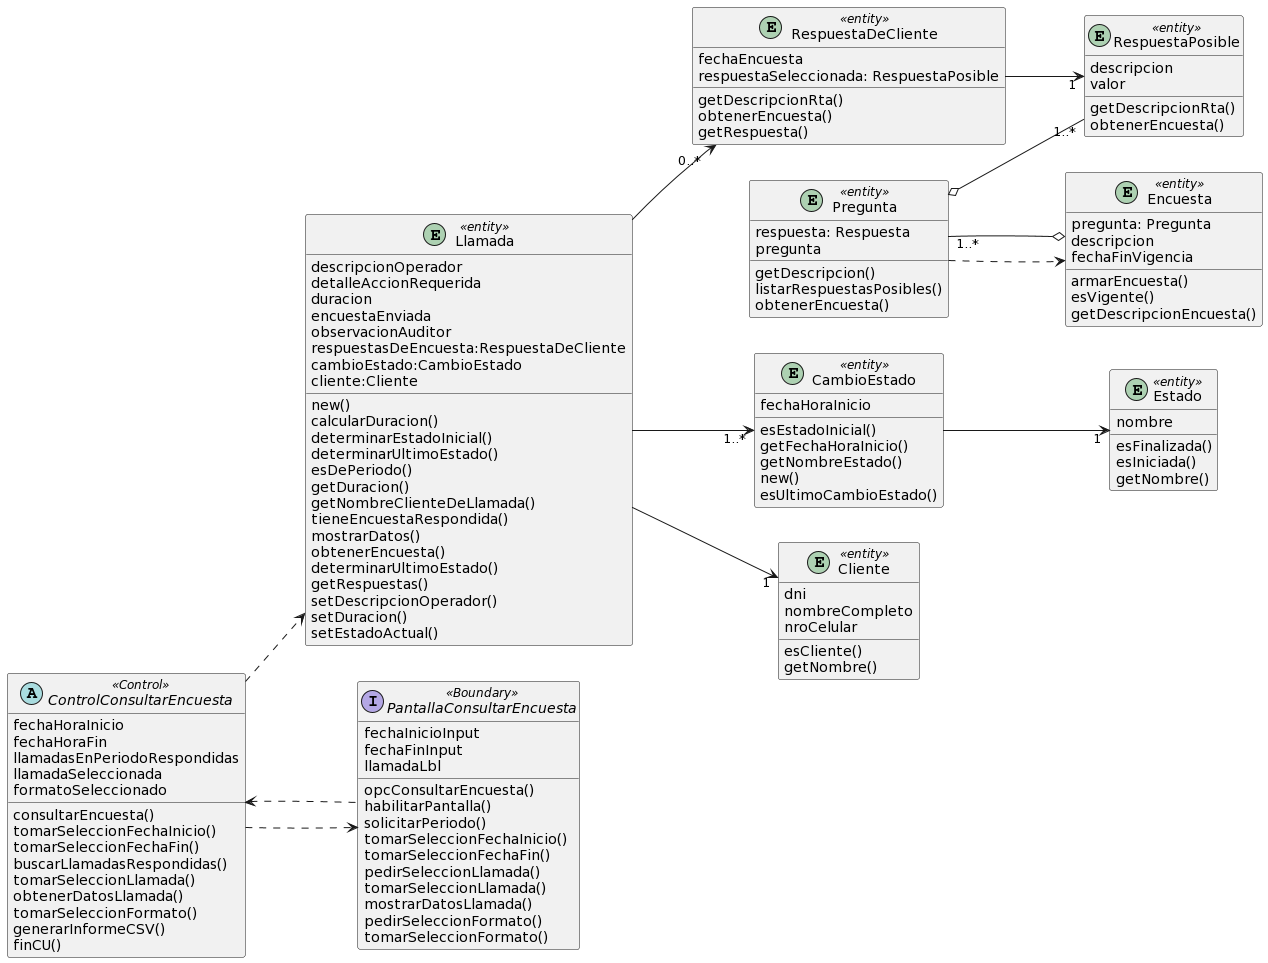 E
«entity»
RespuestaDeCliente
fechaEncuesta
respuestaSeleccionada: RespuestaPosible
getDescripcionRta()
obtenerEncuesta()
getRespuesta()
1
E
«entity»
RespuestaPosible
descripcion
valor
getDescripcionRta()
obtenerEncuesta()
0..*
1..*
E
«entity»
Pregunta
respuesta: Respuesta
pregunta
getDescripcion()
listarRespuestasPosibles()
obtenerEncuesta()
1..*
E
«entity»
Encuesta
pregunta: Pregunta
descripcion
fechaFinVigencia
armarEncuesta()
esVigente()
getDescripcionEncuesta()
E
«entity»
Llamada
descripcionOperador
detalleAccionRequerida
duracion
encuestaEnviada
observacionAuditor
respuestasDeEncuesta:RespuestaDeCliente
cambioEstado:CambioEstado
cliente:Cliente
new()
calcularDuracion()
determinarEstadoInicial()
determinarUltimoEstado()
esDePeriodo()
getDuracion()
getNombreClienteDeLlamada()
tieneEncuestaRespondida()
mostrarDatos()
obtenerEncuesta()
determinarUltimoEstado()
getRespuestas()
setDescripcionOperador()
setDuracion()
setEstadoActual()
1..*
E
«entity»
CambioEstado
fechaHoraInicio
esEstadoInicial()
getFechaHoraInicio()
getNombreEstado()
new()
esUltimoCambioEstado()
1
E
«entity»
Estado
nombre
esFinalizada()
esIniciada()
getNombre()
1
E
«entity»
Cliente
dni
nombreCompleto
nroCelular
esCliente()
getNombre()
A
«Control»
ControlConsultarEncuesta
fechaHoraInicio
fechaHoraFin
llamadasEnPeriodoRespondidas
llamadaSeleccionada
formatoSeleccionado
consultarEncuesta()
tomarSeleccionFechaInicio()
tomarSeleccionFechaFin()
buscarLlamadasRespondidas()
tomarSeleccionLlamada()
obtenerDatosLlamada()
tomarSeleccionFormato()
generarInformeCSV()
finCU()
I
«Boundary»
PantallaConsultarEncuesta
fechaInicioInput
fechaFinInput
llamadaLbl
opcConsultarEncuesta()
habilitarPantalla()
solicitarPeriodo()
tomarSeleccionFechaInicio()
tomarSeleccionFechaFin()
pedirSeleccionLlamada()
tomarSeleccionLlamada()
mostrarDatosLlamada()
pedirSeleccionFormato()
tomarSeleccionFormato()